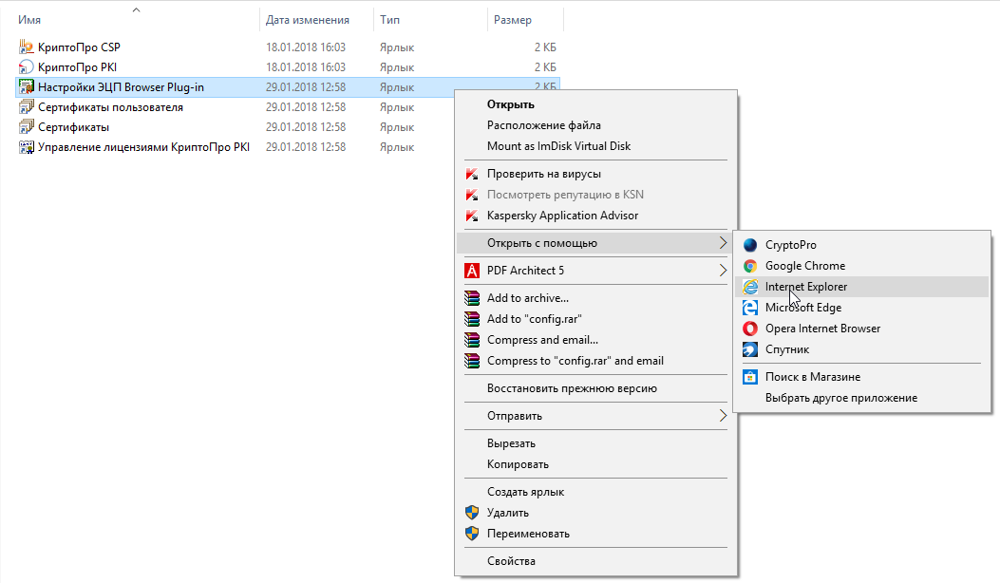 Имя Дата изменения Тип Размер
КриптоПро CSP 18.01.2018 16:03 Ярлык 2 КБ
КриптоПро PKI 18.01.2018 16:03 Ярлык 2 КБ
Настройки ЭЦП Browser Plug-in 29.01.2018 12:58 Ярлык 2 КБ
Сертификаты пользователя 29.01.2018 12:58 Ярлык
Сертификаты 29.01.2018 12:58 Ярлык
Управление лицензиями КриптоПро PKI 29.01.2018 12:58 Ярлык
Открыть
Расположение файла
Mount as ImDisk Virtual Disk
Проверить на вирусы
Посмотреть репутацию в KSN
Kaspersky Application Advisor
Открыть с помощью
PDF Architect 5
Add to archive...
Add to "config.rar"
Compress and email...
Compress to "config.rar" and email
Восстановить прежнюю версию
Отправить
Вырезать
Копировать
Создать ярлык
Удалить
Переименовать
Свойства
CryptoPro
Google Chrome
Internet Explorer
Microsoft Edge
Opera Internet Browser
Спутник
Поиск в Магазине
Выбрать другое приложение